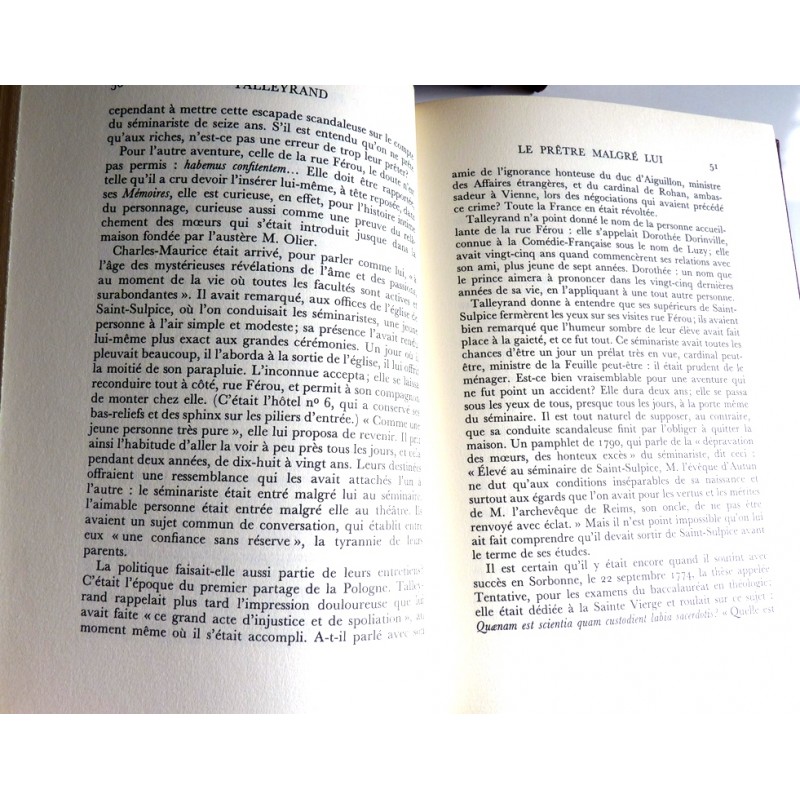 TALLEYRAND
cependant à mettre cette escapade scandaleuse sur le compte
du séminariste de seize ans. S'il est entendu qu'on ne prête
qu'aux riches, n'est-ce pas une erreur de trop leur prêter?
Pour l'autre aventure, celle de la rue Férou, le doute n'est
pas permis : habemus confitentem... Elle doit être rapportée
telle qu'il a cru devoir l'insérer lui-même, à tête reposée, dans
ses Mémoires, elle est curieuse, en effet, pour l'histoire intime
du personnage, curieuse aussi comme une preuve du
chement des mœurs qui s'était introduit jusque dans la
maison fondée par l'austère M. Olier.
Charles-Maurice était arrivé, pour parler comme lui, « à
l'âge des mystérieuses révélations de l'âme et des passions,
au moment de la vie où toutes les facultés sont actives et
surabondantes ». Il avait remarqué, aux offices de l'église de
Saint-Sulpice, où l'on conduisait les séminaristes, une jeune
personne à l'air simple et modeste; sa présence l'avait rendu
lui-même plus exact aux grandes cérémonies. Un jour où il
pleuvait beaucoup, il l'aborda à la sortie de l'église, il lui offrit
la moitié de son parapluie. L'inconnue accepta; elle se laissa
reconduire tout à côté, rue Férou, et permit à son compagnon
de monter chez elle. (C'était l'hôtel nº 6, qui a conservé ses
bas-reliefs et des sphinx sur les piliers d'entrée.) « Comme une
jeune personne très pure », elle lui proposa de revenir. Il prit
ainsi l'habitude d'aller la voir à peu près tous les jours, et cela
pendant deux années, de dix-huit à vingt ans. Leurs destinées
offraient une ressemblance qui les avait attachés l'un à
l'autre : le séminariste était entré malgré lui au séminaire,
l'aimable personne était entrée malgré elle au théâtre. Ils
avaient un sujet commun de conversation, qui établit entre
eux « une confiance sans réserve », la tyrannie de leurs
parents.
La politique faisait-elle aussi partie de leurs entretiens?
C'était l'époque du premier partage de la Pologne. Talley-
rand rappelait plus tard l'impression douloureuse que lui
avait faite « ce grand acte d'injustice et de spoliation », au
moment même où il s'était accompli. A-t-il parlé avec son
LE PRÊTRE MALGRÉ LUI 51
amie de l'ignorance honteuse du duc d'Aiguillon, ministre
des Affaires étrangères, et du cardinal de Rohan, ambas-
sadeur à Vienne, lors des négociations qui avaient précédé
ce crime? Toute la France en était révoltée.
Talleyrand n'a point donné le nom de la personne accueil-
lante de la rue Férou : elle s'appelait Dorothée Dorinville,
connue à la Comédie-Française sous le nom de Luzy; elle
avait vingt-cinq ans quand commencèrent ses relations avec
son ami, plus jeune de sept années. Dorothée : un nom que
le prince aimera à prononcer dans les vingt-cinq dernières
années de sa vie, en l'appliquant à une tout autre personne.
Talleyrand donne à entendre que ses supérieurs de Saint-
Sulpice fermèrent les yeux sur ses visites rue Férou; ils avaient
bien remarqué que l'humeur sombre de leur élève avait fait
place à la gaieté, et ce fut tout. Ce séminariste avait toutes les
chances d'être un jour un prélat très en vue, cardinal peut-
être, ministre de la Feuille peut-être : il était prudent de le
ménager. Est-ce bien vraisemblable pour une aventure qui
ne fut point un accident? Elle dura deux ans; elle se passa
sous les yeux de tous, presque tous les jours, à la porte même
du séminaire. Il est tout naturel de supposer, au contraire,
que sa conduite scandaleuse finit par l'obliger à quitter la
maison. Un pamphlet de 1790, qui parle de la « dépravation
des mœurs, des honteux excès » du séminariste, dit ceci :
« Élevé au séminaire de Saint-Sulpice, M. l'évêque d'Autun
ne dut qu'aux conditions inséparables de sa naissance et
surtout aux égards que l'on avait pour les vertus et les mérites
de M. l'archevêque de Reims, son oncle, de ne pas être
renvoyé avec éclat. » Mais il n'est point impossible qu'on lui
ait fait comprendre qu'il devait sortir de Saint-Sulpice avant
le terme de ses études.
Il est certain qu'il y était encore quand il soutint avec
succès en Sorbonne, le 22 septembre 1774, la thèse appelée
Tentative, pour les examens du baccalauréat en théologie;
elle était dédiée à la Sainte Vierge et roulait sur ce sujet :
Quænam est scientia quam custodient labia sacerdotis? « Quelle est